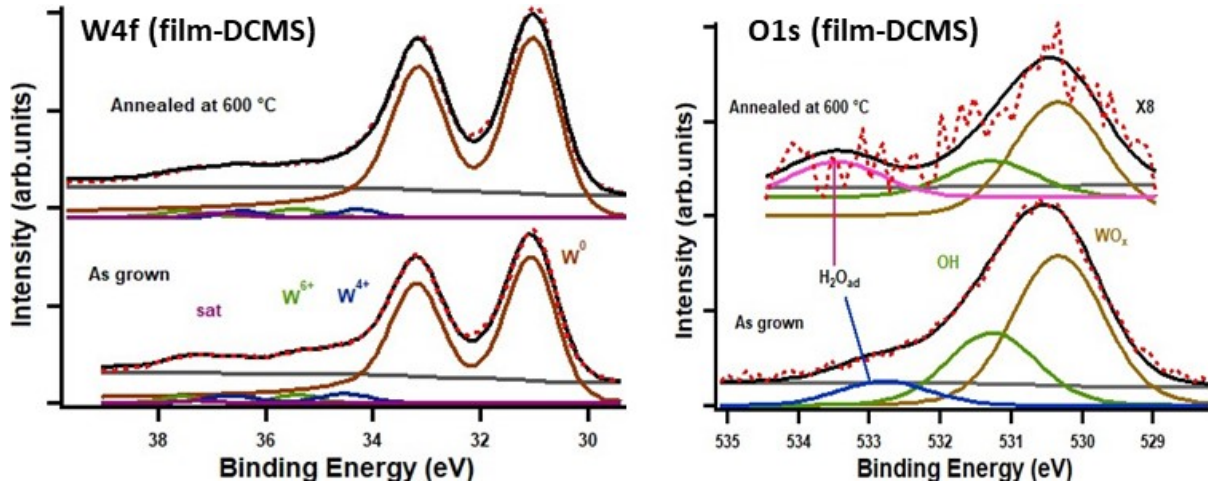 W4f (film-DCMS)
Annealed at 600 °C
As grown
sat
W6+
W4+
W0
Intensity (arb.units)
38
36
34
32
30
Binding Energy (eV)
O1s (film-DCMS)
Annealed at 600 °C
X8
WOx
OH
H2Oad
As grown
Intensity (arb.units)
535
534
533
532
531
530
529
Binding Energy (eV)